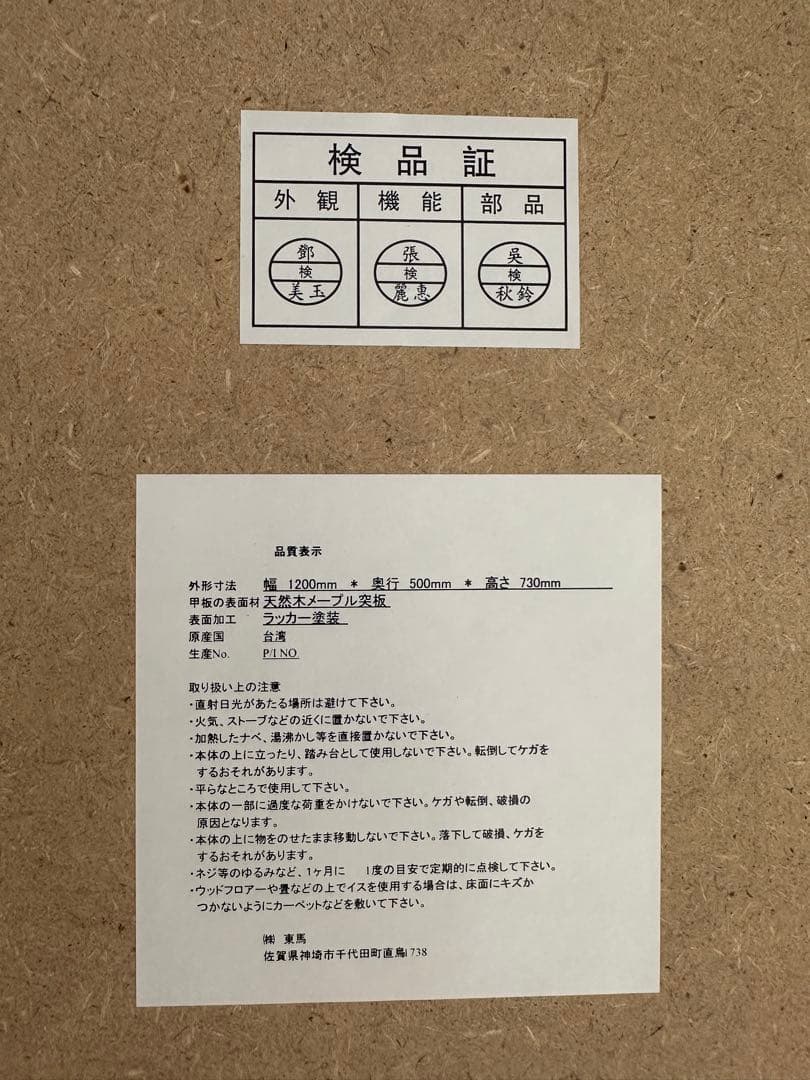 検品証
外観 機能 部品
鄧 張 吳
検 検 検
美玉 麗惠 秋鈴
品質表示
外形寸法 幅 1200mm * 奥行 500mm * 高さ 730mm
甲板の表面材 天然木メープル突板
表面加工 ラッカー塗装
原産国 台湾
生産No. P/I NO
取り扱い上の注意
・直射日光があたる場所は避けて下さい。
・火気、ストーブなどの近くに置かないで下さい。
・加熱したナベ、湯沸かし等を直接置かないで下さい。
・本体の上に立ったり、踏み台として使用しないで下さい。転倒してケガを
するおそれがあります。
・平らなところで使用して下さい。
・本体の一部に過度な荷重をかけないで下さい。ケガや転倒、破損の
原因となります。
・本体の上に物をのせたまま移動しないで下さい。落下して破損、ケガを
するおそれがあります。
・ネジ等のゆるみなど、1ヶ月に 1度の目安で定期的に点検して下さい。
・ウッドフロアーや畳などの上でイスを使用する場合は、床面にキズか
つかないようにカーペットなどを敷いて下さい。
㈱ 東馬
佐賀県神埼市千代田町直鳥1738